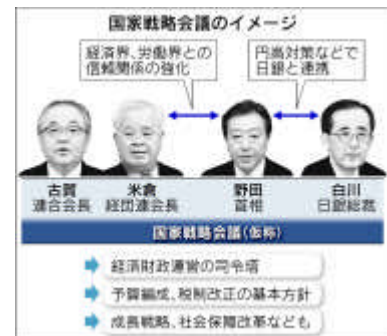 国家戦略会議のイメージ
経済界、労働界との
信頼関係の強化
円高対策などで
日銀と連携
古賀
連合会長
米倉
経団連会長
野田
首相
白川
日銀総裁
国家戦略会議(仮称)
経済財政運営の司令塔
予算編成、税制改正の基本方針
成長戦略、社会保障改革なども